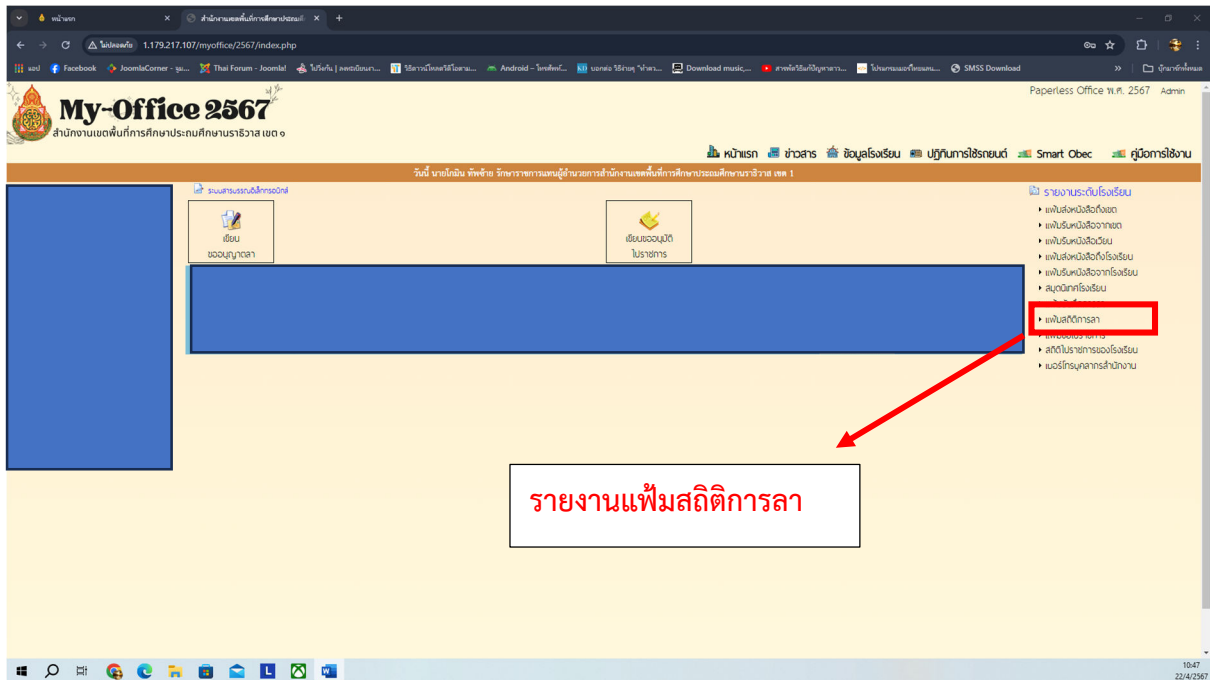 หน้าแรก
สำนักงานเขตพื้นที่การศึกษาประถมศึ
ไม่ปลอดภัย 1.179.217.107/myoffice/2567/index.php
แอป Facebook JoomlaCorner - Thai Forum - Joomla! Android – Download music,... SMSS Download บุ๊กมาร์กทั้งหมด
Paperless Office พ.ศ. 2567 Admin
My-Office 2567
สำนักงานเขตพื้นที่การศึกษาประถมศึกษานราธิวาส เขต ๑
หน้าแรก ข่าวสาร ข้อมูลโรงเรียน ปฏิทินการใช้รถยนต์ Smart Obec คู่มือการใช้งาน
วันนี้ นายไกมิน ทัพซ้าย รักษาราชการแทนผู้อำนวยการสำนักงานเขตพื้นที่การศึกษาประถมศึกษานราธิวาส เขต 1
ระบบสารบรรณอิเล็กทรอนิกส์
เขียน
ขออนุญาตลา
เขียนขออนุมัติ
ไปราชการ
รายงานระดับโรงเรียน
แฟ้มส่งหนังสือถึงเขต
แฟ้มรับหนังสือจากเขต
แฟ้มรับหนังสือเวียน
แฟ้มส่งหนังสือถึงโรงเรียน
แฟ้มรับหนังสือจากโรงเรียน
สมุดนิเทศโรงเรียน
แฟ้มสถิติการลา
สถิติไปราชการของโรงเรียน
เบอร์โทรบุคลากรสำนักงาน
รายงานแฟ้มสถิติการลา
10:47
22/4/2567